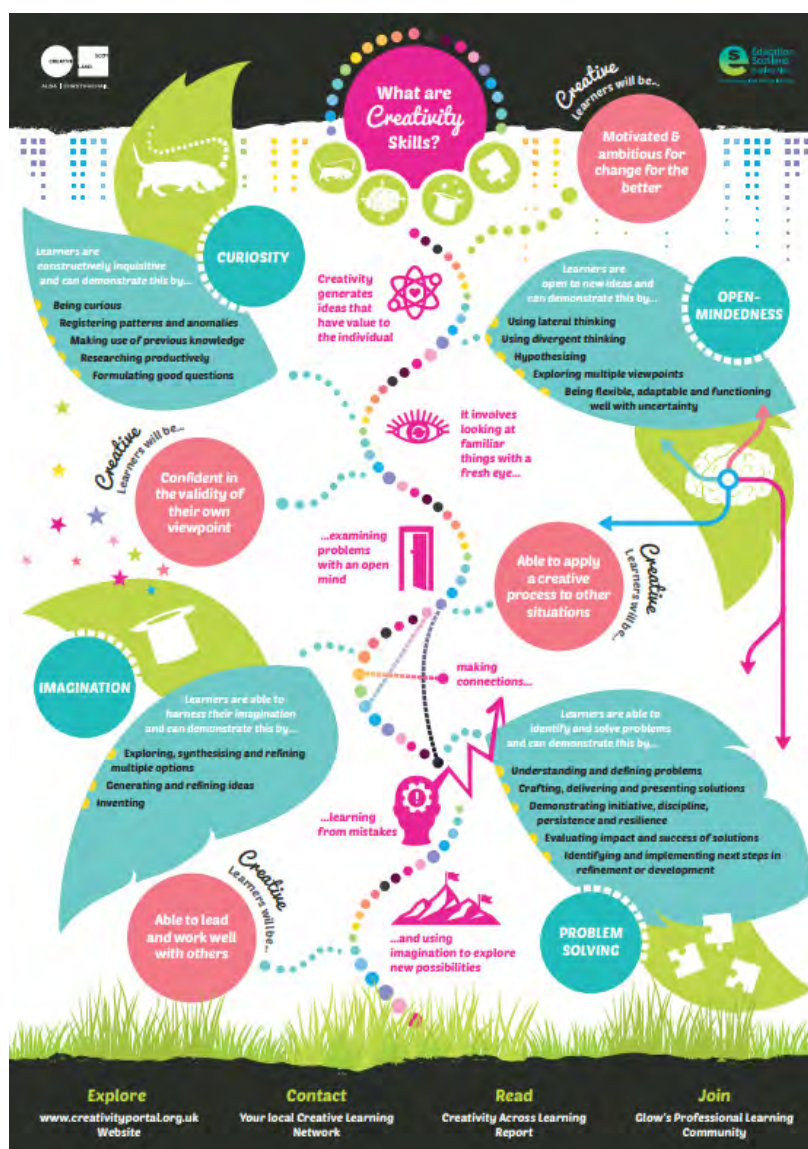 CREATIVE
SCOT
LAND
ALBA | CHRUTHACHAIL
Education
Scotland
What are
Creativity
Skills?
Creative
Learners will be...
Motivated &
ambitious for
change for the
better
CURIOSITY
Learners are
constructively inquisitive
and can demonstrate this by...
Being curious
Registering patterns and anomalies
Making use of previous knowledge
Researching productively
Formulating good questions
Creativity
generates
ideas that
have value to
the individual
OPEN-
MINDEDNESS
Learners are
open to new ideas and
can demonstrate this by...
Using lateral thinking
Using divergent thinking
Hypothesising
Exploring multiple viewpoints
Being flexible, adaptable and functioning
well with uncertainty
It involves
looking at
familiar
things with a
fresh eye...
Creative
Learners will be...
Confident in
the validity of
their own
viewpoint
...examining
problems
with an open
mind
Able to apply
a creative
process to other
situations
Creative
Learners will be...
IMAGINATION
Learners are able to
harness their imagination
and can demonstrate this by...
Exploring, synthesising and refining
multiple options
Generating and refining ideas
Inventing
making
connections...
Learners are able to
identify and solve problems
and can demonstrate this by...
Understanding and defining problems
Crafting, delivering and presenting solutions
Demonstrating initiative, discipline,
persistence and resilience
Evaluating impact and success of solutions
Identifying and implementing next steps in
refinement or development
PROBLEM
SOLVING
...learning
from mistakes
Creative
Learners will be...
Able to lead
and work well
with others
...and using
imagination to explore
new possibilities
Explore
www.creativityportal.org.uk
Website
Contact
Your local Creative Learning
Network
Read
Creativity Across Learning
Report
Join
Glow's Professional Learning
Community